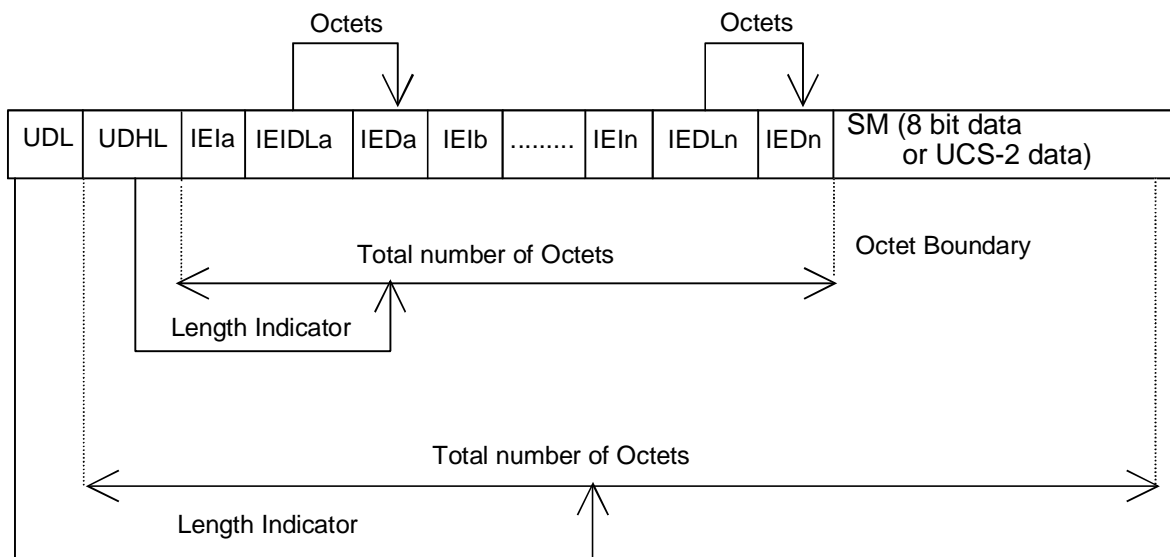 Octets Octets
UDL UDHL IEIa IEIDLa IEDa IEIb ......... IEIn IEDLn IEDn SM (8 bit data
or UCS-2 data)
Total number of Octets Octet Boundary
Length Indicator
Total number of Octets
Length Indicator